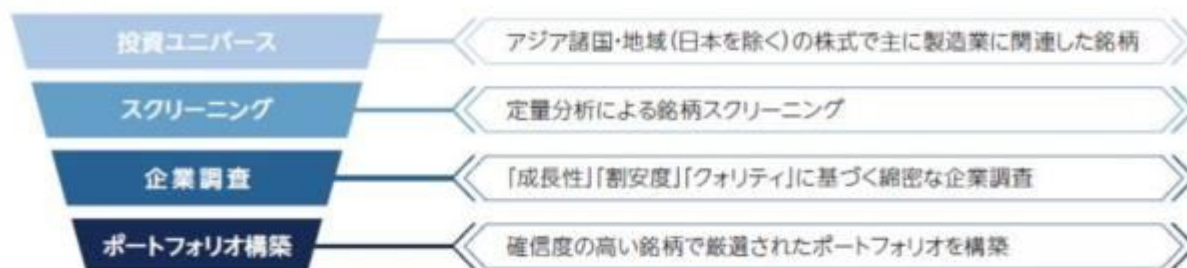 投資ユニバース
アジア諸国・地域(日本を除く)の株式で主に製造業に関連した銘柄
スクリーニング
定量分析による銘柄スクリーニング
企業調査
「成長性」「割安度」「クォリティ」に基づく綿密な企業調査
ポートフォリオ構築
確信度の高い銘柄で厳選されたポートフォリオを構築